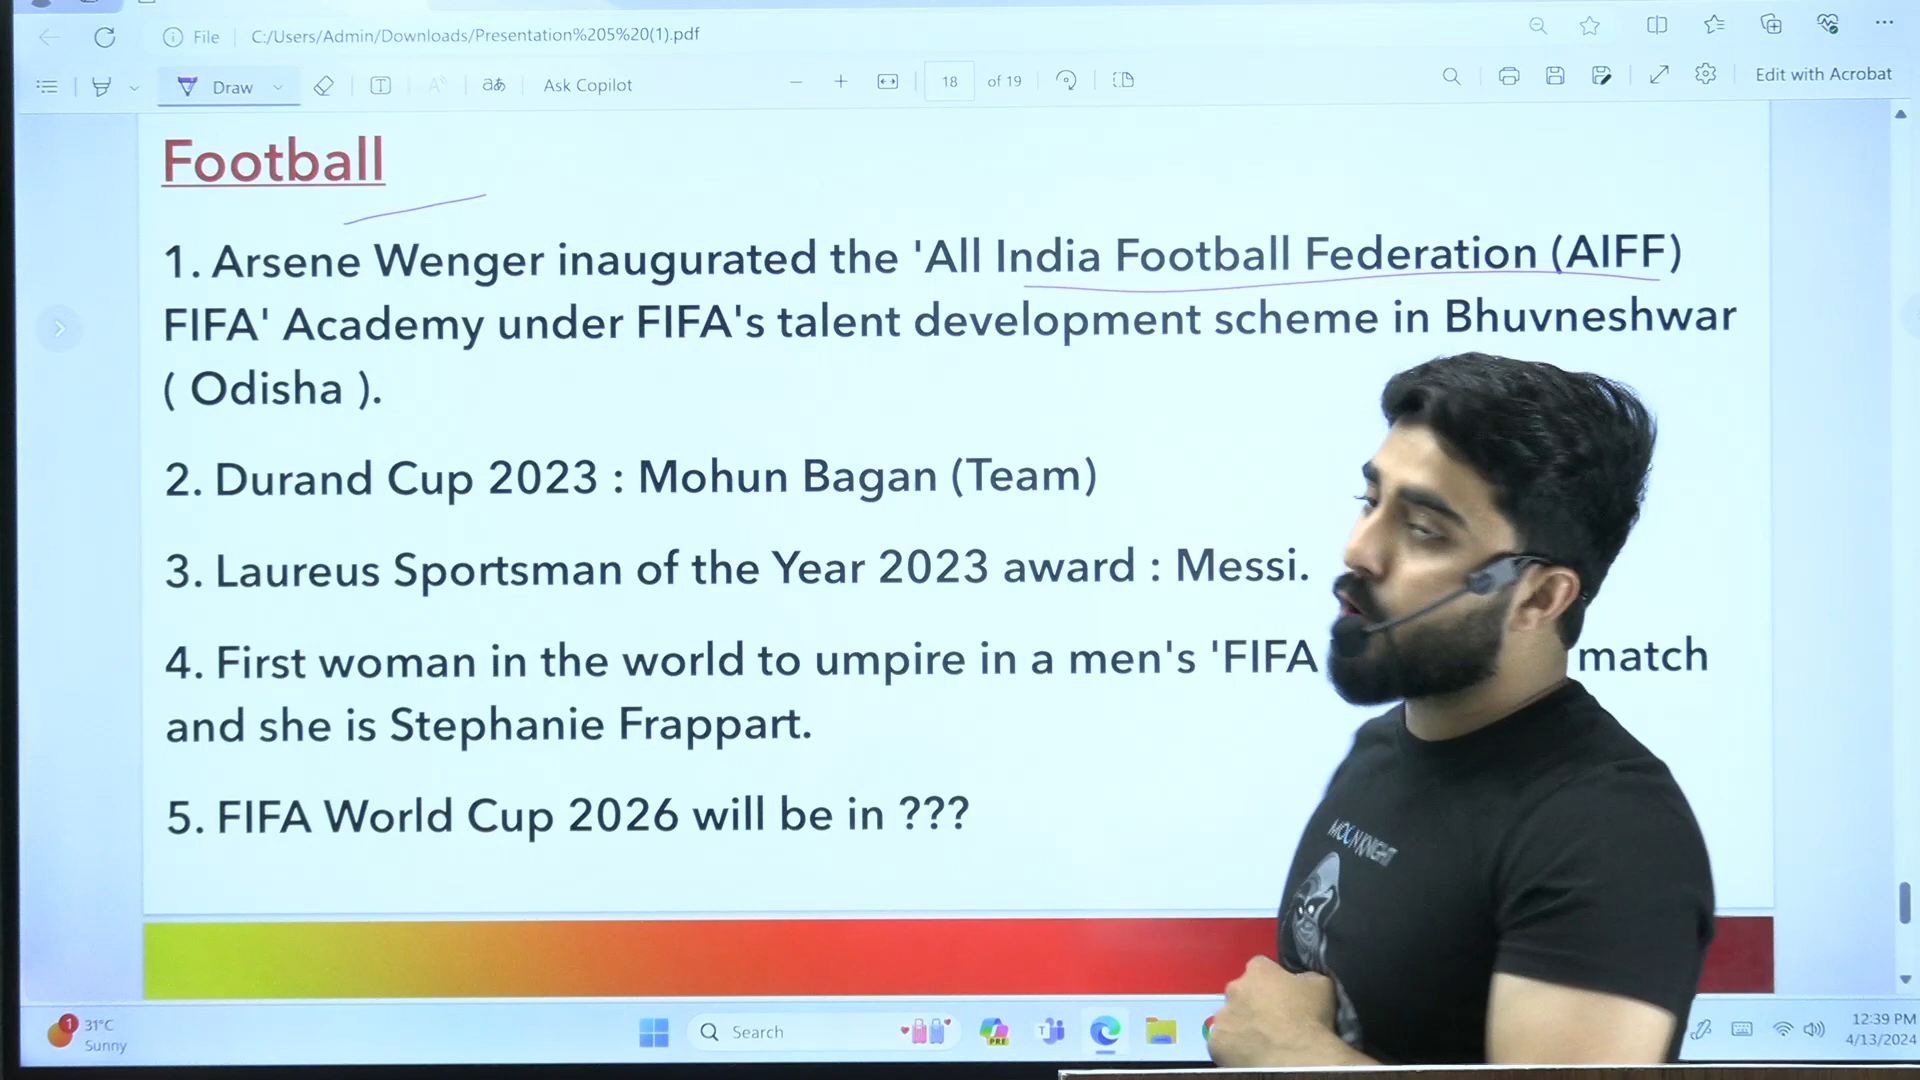 File C:/Users/Admin/Downloads/Presentation%205%20(1).pdf
Draw Ask Copilot 18 of 19 Edit with Acrobat
Football
1. Arsene Wenger inaugurated the 'All India Football Federation (AIFF)
FIFA' Academy under FIFA's talent development scheme in Bhuvneshwar
( Odisha ).
2. Durand Cup 2023 : Mohun Bagan (Team)
3. Laureus Sportsman of the Year 2023 award : Messi.
4. First woman in the world to umpire in a men's 'FIFA match
and she is Stephanie Frappart.
5. FIFA World Cup 2026 will be in ???
MOON KNIGHT
1 31°C
Sunny
Search
PRE
12:39 PM
4/13/2024